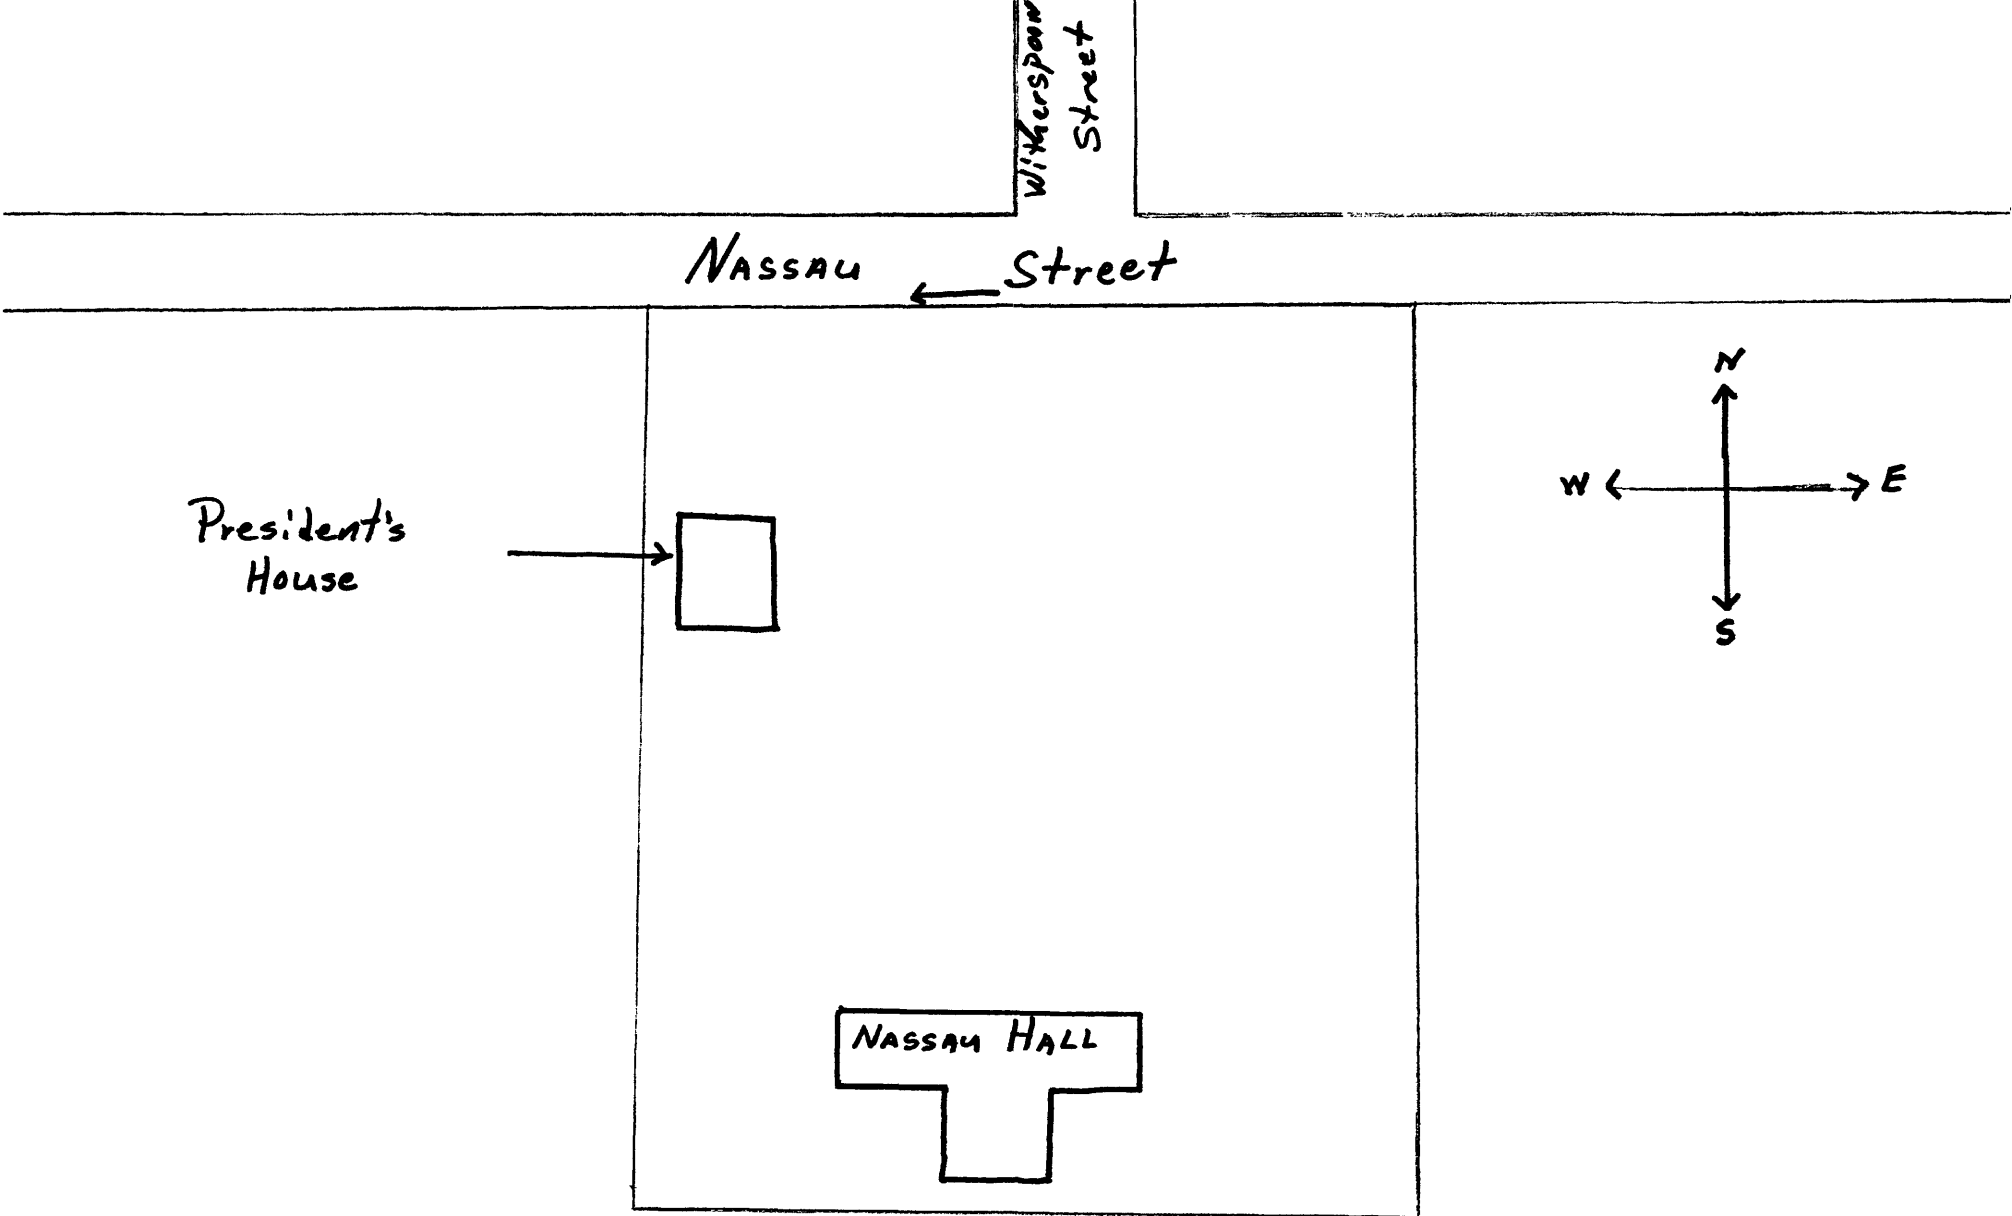 Witherspoon
Street
Nassau Street
N
W E
S
President's
House
Nassau Hall